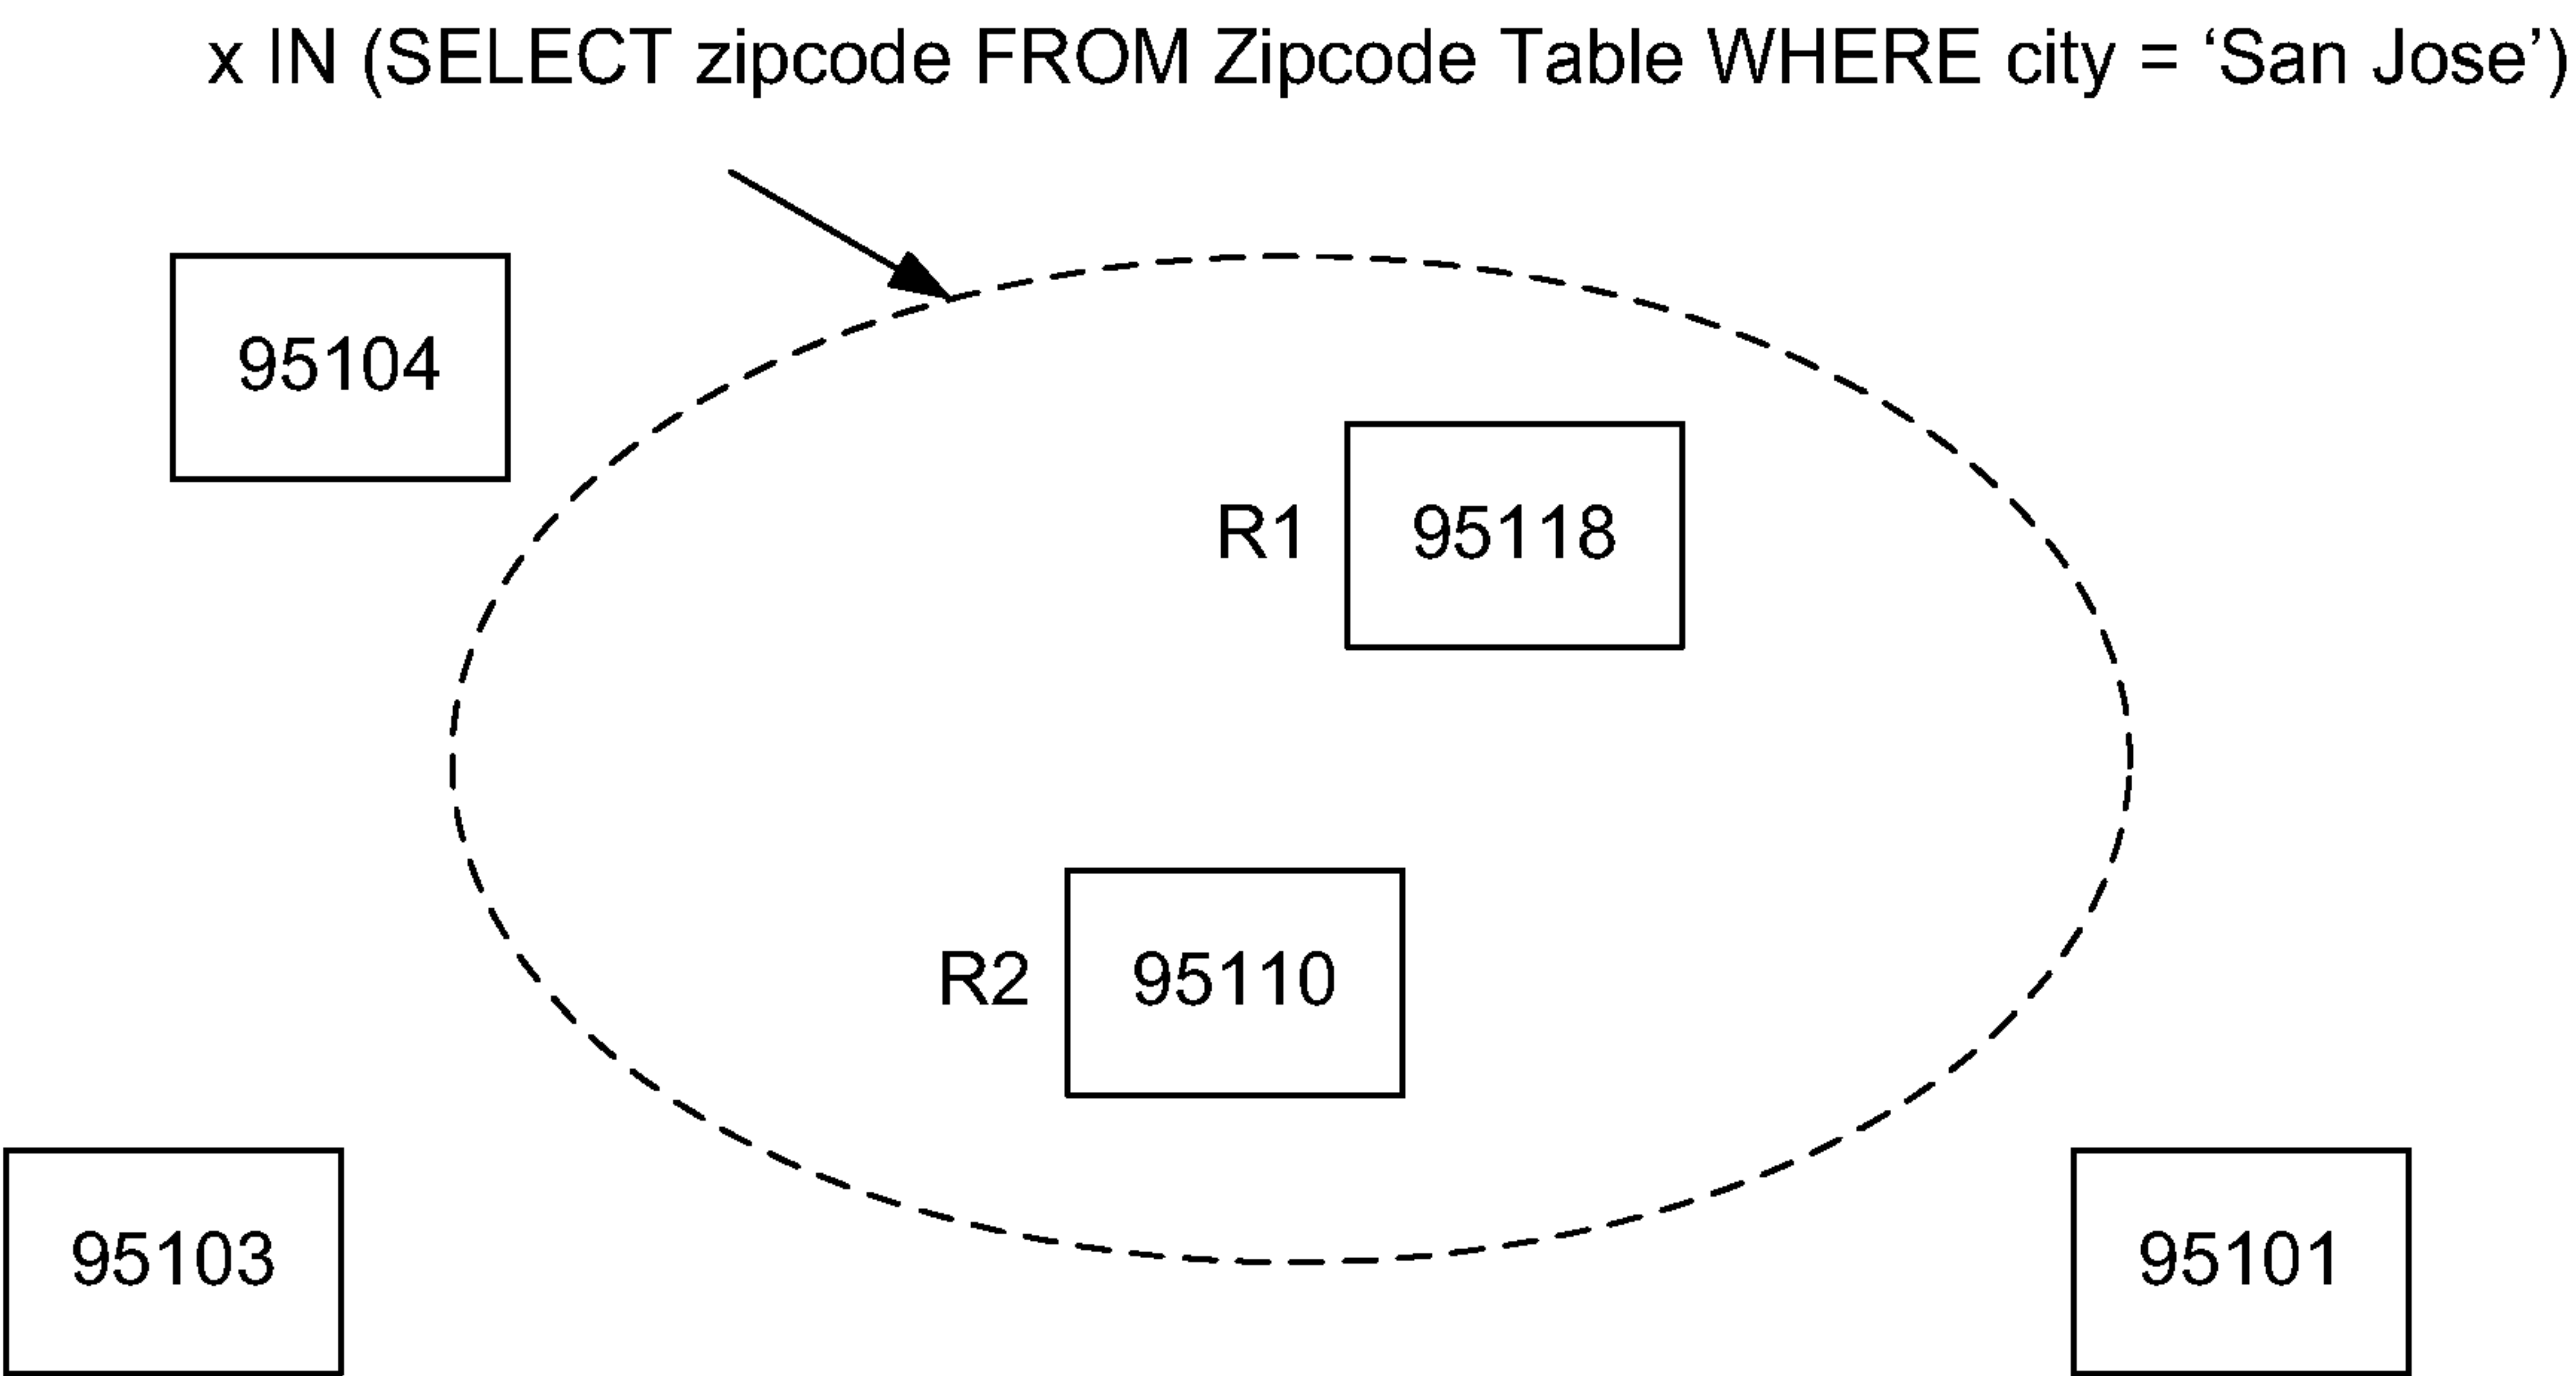 x IN (SELECT zipcode FROM Zipcode Table WHERE city = ‘San Jose’)
95104
R1 95118
R2 95110
95103
95101